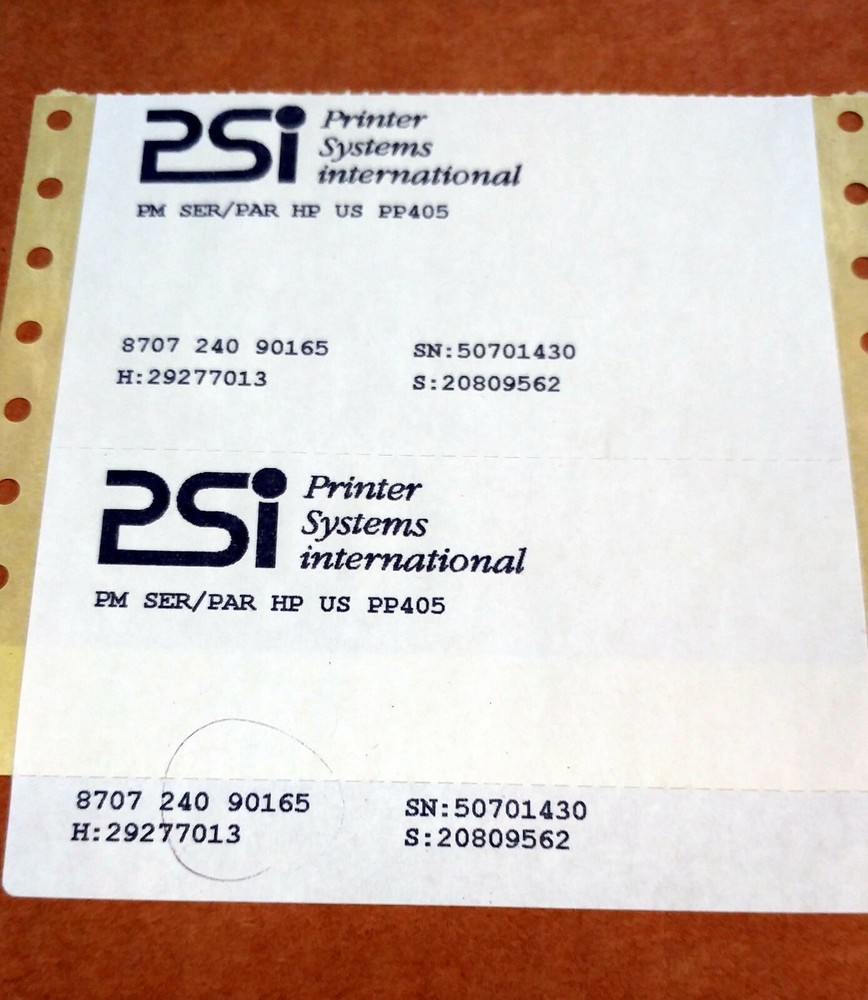 PSi Printer
Systems
international
PM SER/PAR HP US PP405
8707 240 90165 SN:50701430
H:29277013 S:20809562
PSi Printer
Systems
international
PM SER/PAR HP US PP405
8707 240 90165 SN:50701430
H:29277013 S:20809562